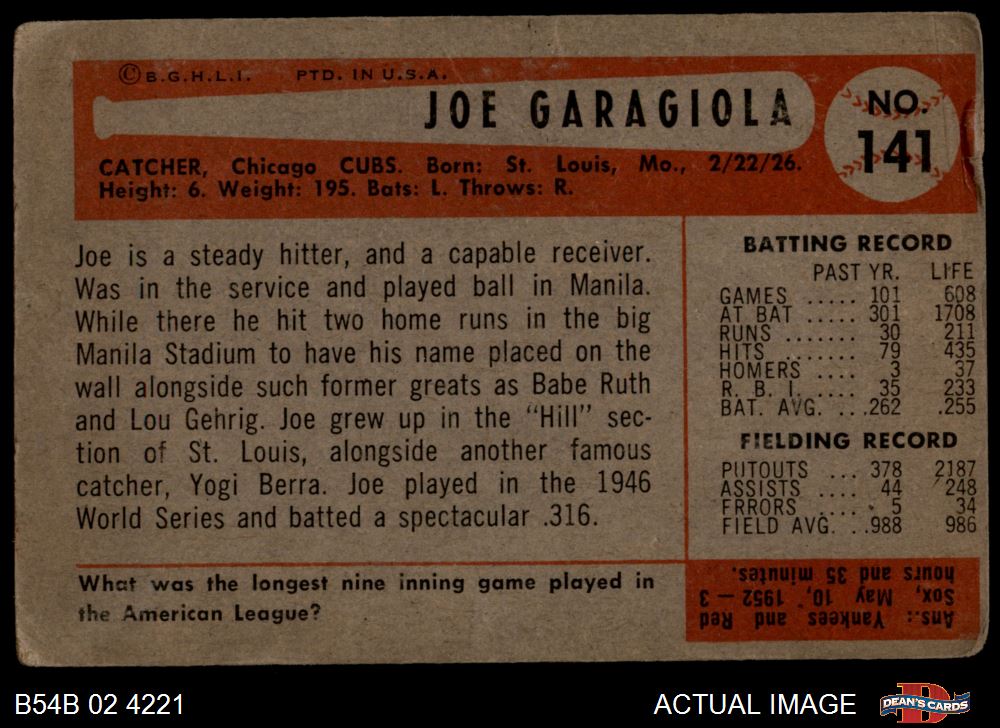 ©B.G.H.L.I. PTD. IN U.S.A.
JOE GARAGIOLA
NO.
141
CATCHER, Chicago CUBS. Born: St. Louis, Mo., 2/22/26.
Height: 6. Weight: 195. Bats: L. Throws: R.
Joe is a steady hitter, and a capable receiver.
Was in the service and played ball in Manila.
While there he hit two home runs in the big
Manila Stadium to have his name placed on the
wall alongside such former greats as Babe Ruth
and Lou Gehrig. Joe grew up in the "Hill" sec-
tion of St. Louis, alongside another famous
catcher, Yogi Berra. Joe played in the 1946
World Series and batted a spectacular .316.
BATTING RECORD
PAST YR. LIFE
GAMES ..... 101 608
AT BAT ..... 301 1708
RUNS ...... 30 211
HITS ....... 79 435
HOMERS .... 3 37
R. B. I. .... 35 233
BAT. AVG. ...262 .255
FIELDING RECORD
PUTOUTS ... 378 2187
ASSISTS .... 44 248
FRRORS .... 5 34
FIELD AVG. ..988 986
What was the longest nine inning game played in
the American League?
Ans.: Yankees and Red
Sox, May 10, 1952 — 3
hours and 35 minutes.
B54B 02 4221
ACTUAL IMAGE
D
DEAN'S CARDS